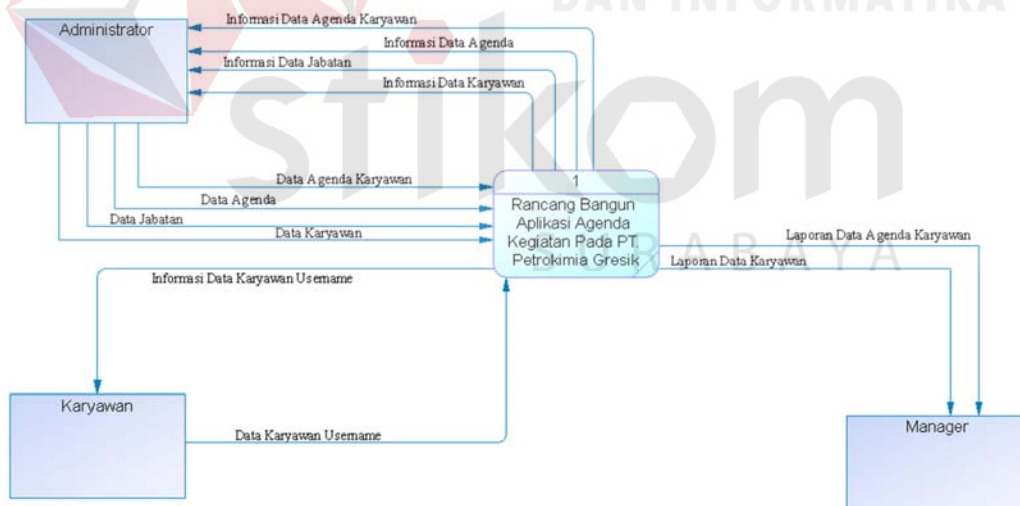 DAN INFORMATIKA
Administrator
Informasi Data Agenda Karyawan
Informasi Data Agenda
Informasi Data Jabatan
Informasi Data Karyawan
stikom
Data Agenda Karyawan
Data Agenda
Data Jabatan
Data Karyawan
1
Rancang Bangun
Aplikasi Agenda
Kegiatan Pada PT.
Petrokimia Gresik
SURABAYA
Laporan Data Agenda Karyawan
Laporan Data Karyawan
Informasi Data Karyawan Username
Karyawan
Data Karyawan Username
Manager